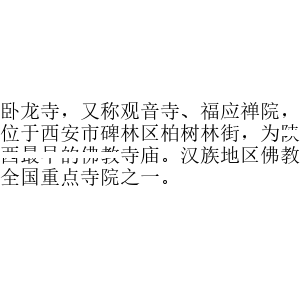 卧龙寺，又称观音寺、福应禅院，
位于西安市碑林区柏树林街，为陕
西最早的佛教寺庙。汉族地区佛教
全国重点寺院之一。